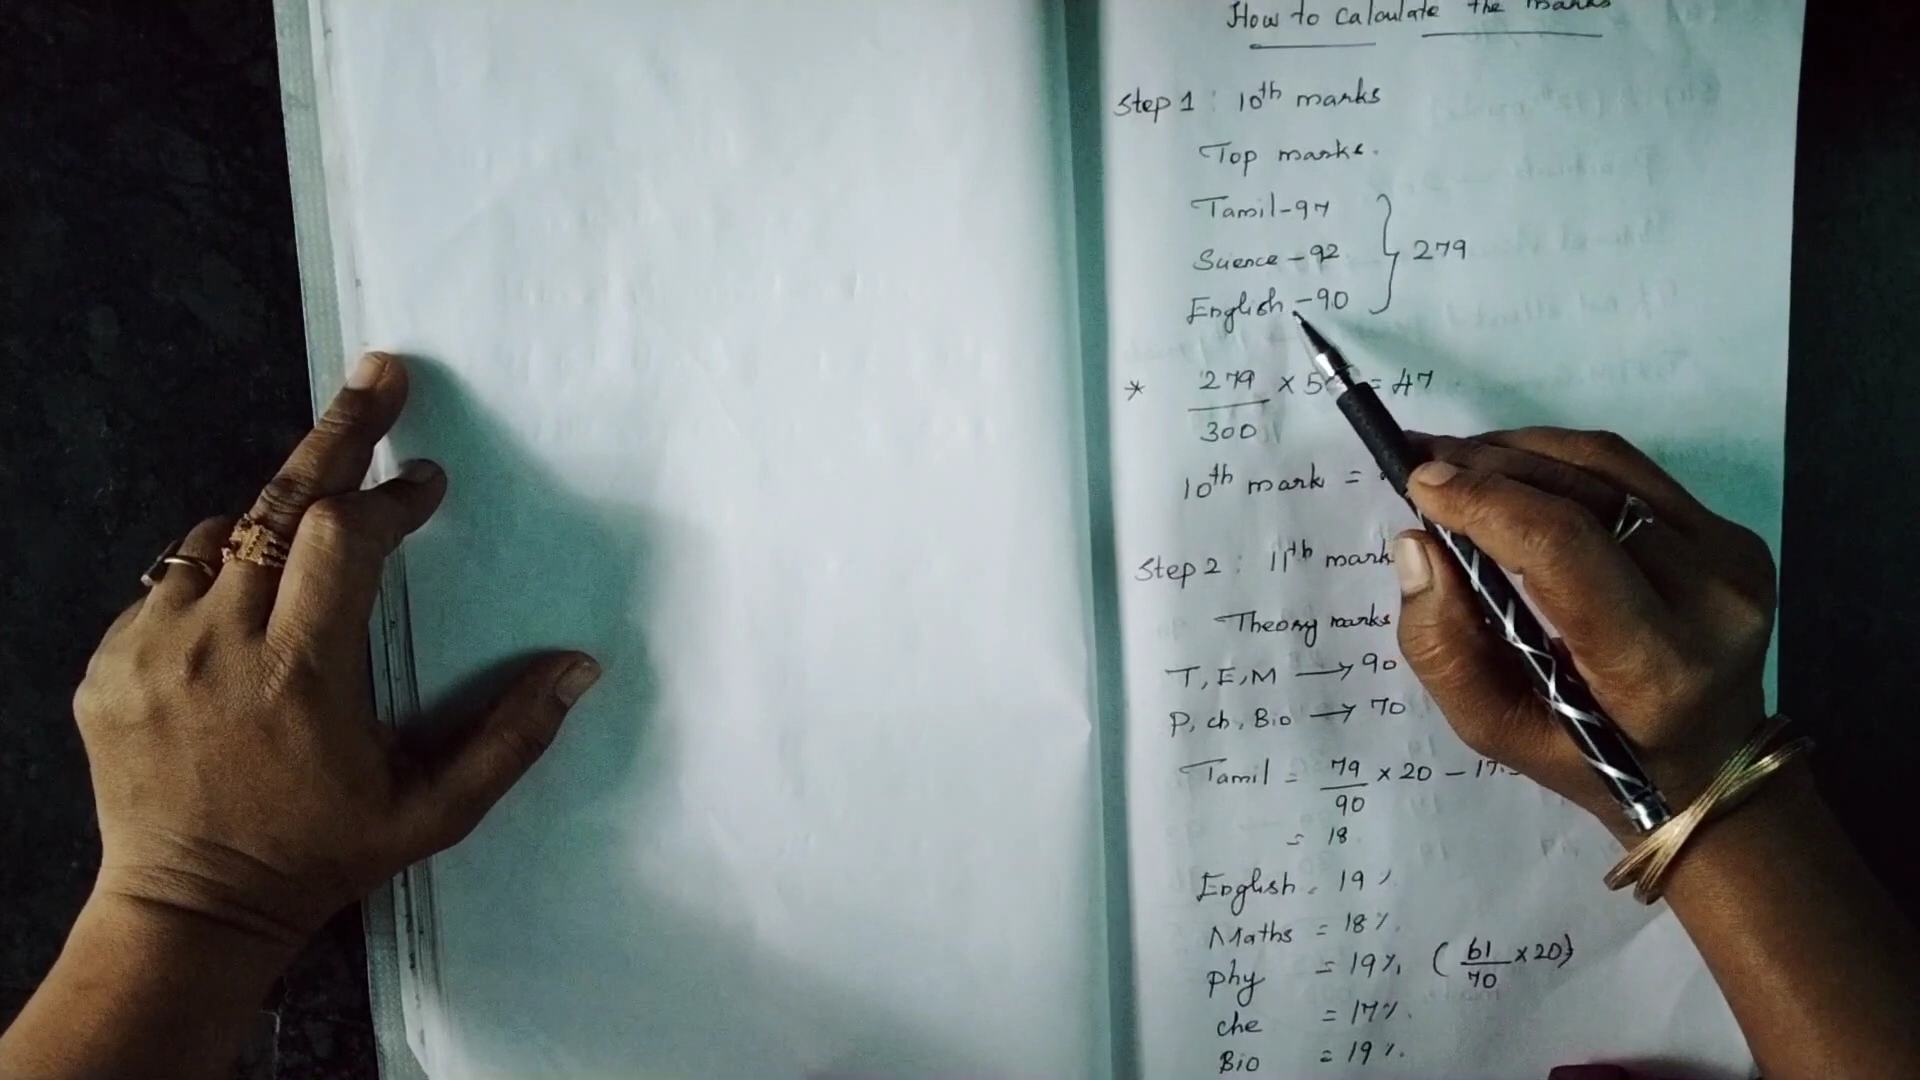 How to calculate the marks
Step 1 : 10th marks
Top marks.
Tamil - 97
Science - 92
English - 90
279
* 279/300 × 5 = 47
10th mark =
Step 2 : 11th mark
Theory marks
T, E, M → 90
P, ch, Bio → 70
Tamil = 79/90 × 20 - 17.
= 18
English = 19
Maths = 18%
Phy = 19% (61/70 × 20)
che = 17%
Bio = 19%